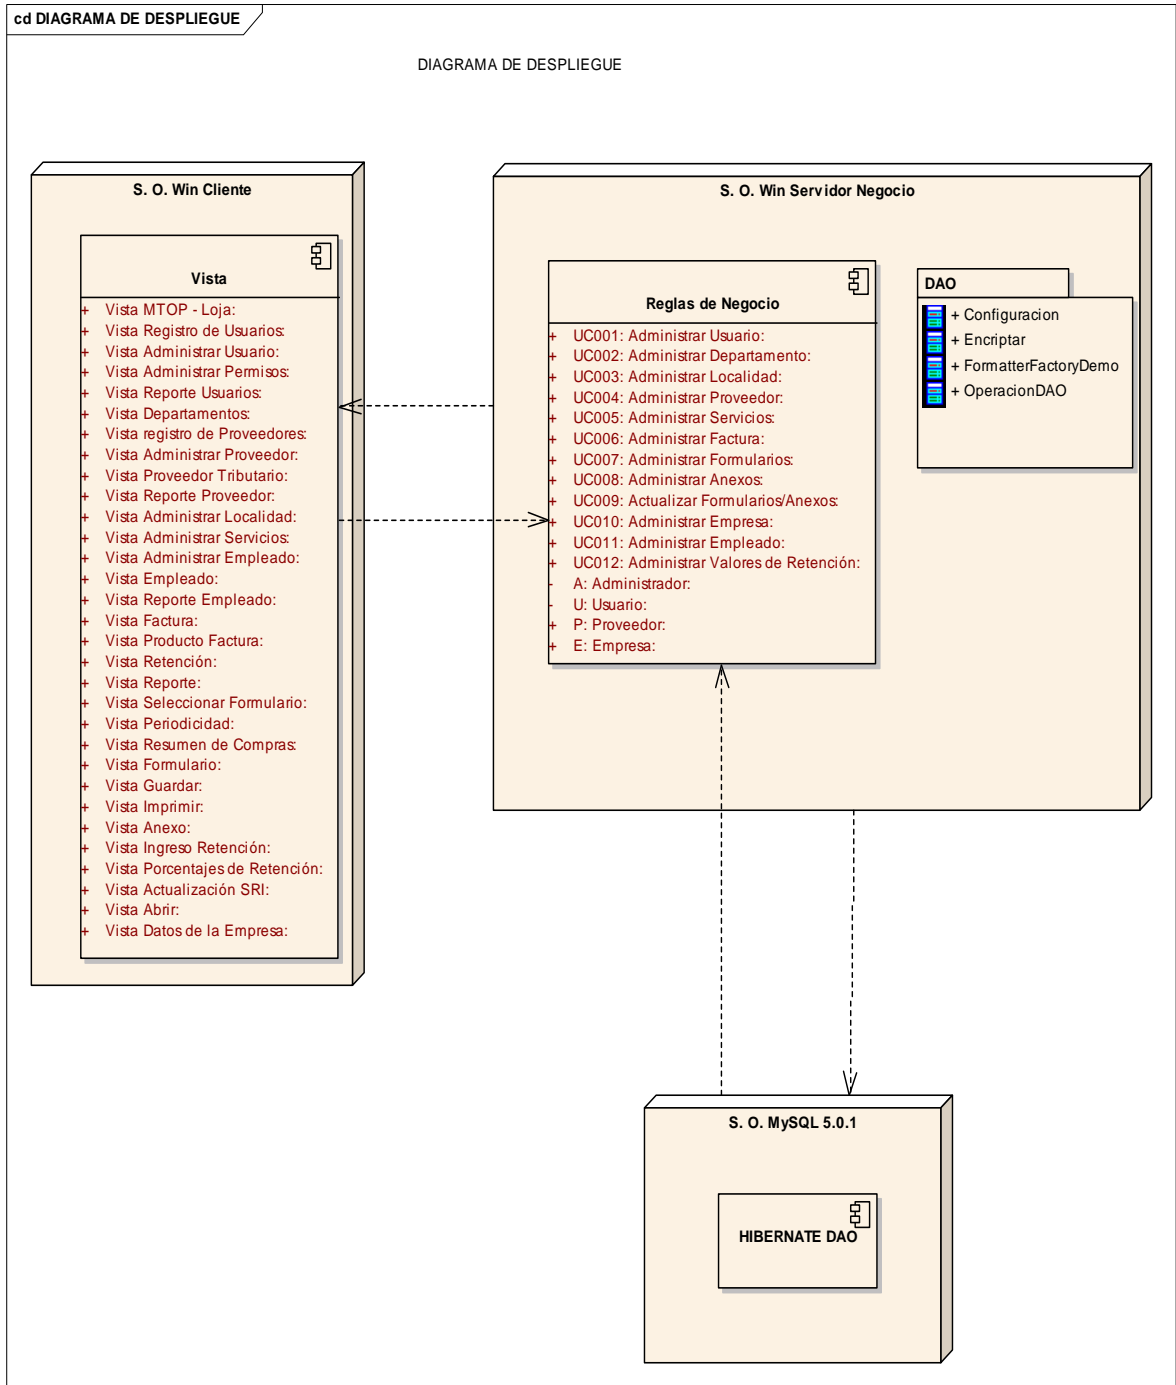 cd DIAGRAMA DE DESPLIEGUE
DIAGRAMA DE DESPLIEGUE
S. O. Win Cliente
Vista
+ Vista MTOP - Loja:
+ Vista Registro de Usuarios:
+ Vista Administrar Usuario:
+ Vista Administrar Permisos:
+ Vista Reporte Usuarios:
+ Vista Departamentos:
+ Vista registro de Proveedores:
+ Vista Administrar Proveedor:
+ Vista Proveedor Tributario:
+ Vista Reporte Proveedor:
+ Vista Administrar Localidad:
+ Vista Administrar Servicios:
+ Vista Administrar Empleado:
+ Vista Empleado:
+ Vista Reporte Empleado:
+ Vista Factura:
+ Vista Producto Factura:
+ Vista Retención:
+ Vista Reporte:
+ Vista Seleccionar Formulario:
+ Vista Periodicidad:
+ Vista Resumen de Compras:
+ Vista Formulario:
+ Vista Guardar:
+ Vista Imprimir:
+ Vista Anexo:
+ Vista Ingreso Retención:
+ Vista Porcentajes de Retención:
+ Vista Actualización SRI:
+ Vista Abrir:
+ Vista Datos de la Empresa:
S. O. Win Servidor Negocio
Reglas de Negocio
+ UC001: Administrar Usuario:
+ UC002: Administrar Departamento:
+ UC003: Administrar Localidad:
+ UC004: Administrar Proveedor:
+ UC005: Administrar Servicios:
+ UC006: Administrar Factura:
+ UC007: Administrar Formularios:
+ UC008: Administrar Anexos:
+ UC009: Actualizar Formularios/Anexos:
+ UC010: Administrar Empresa:
+ UC011: Administrar Empleado:
+ UC012: Administrar Valores de Retención:
- A: Administrador:
- U: Usuario:
+ P: Proveedor:
+ E: Empresa:
DAO
+ Configuracion
+ Encriptar
+ FormatterFactoryDemo
+ OperacionDAO
S. O. MySQL 5.0.1
HIBERNATE DAO